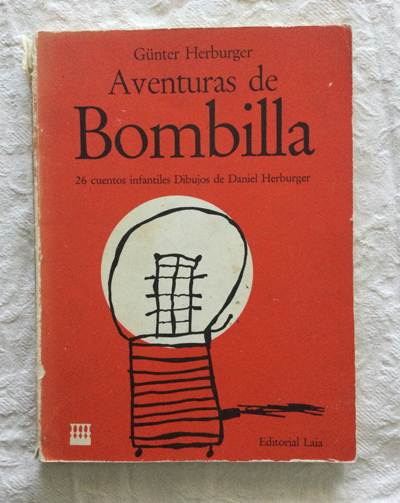 Günter Herburger
Aventuras de
Bombilla
26 cuentos infantiles Dibujos de Daniel Herburger
Editorial Laia